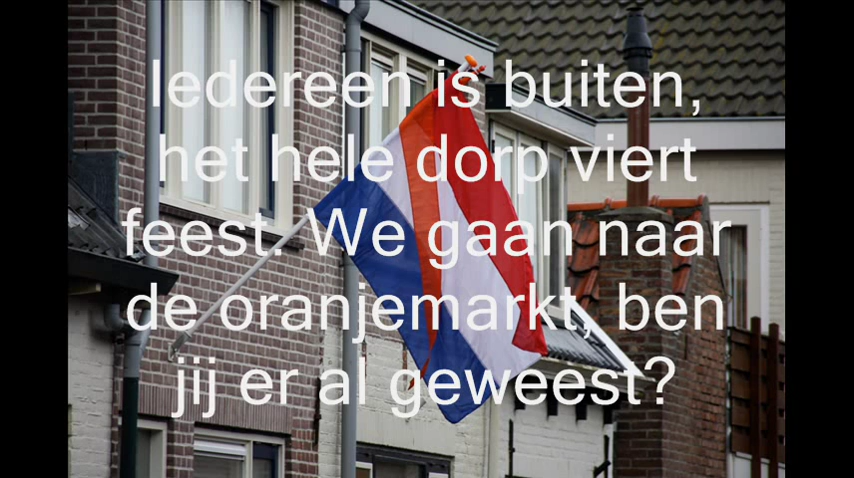 Iedereen is buiten,
het hele dorp viert
feest. We gaan naar
de oranjemarkt, ben
jij er al geweest?